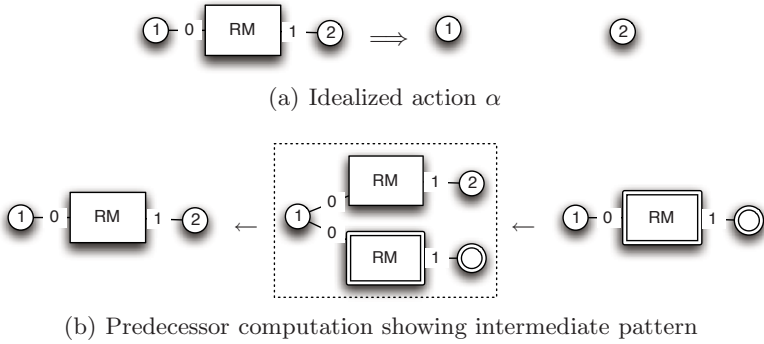 1 0 RM 1 2 ⟹ 1 2
(a) Idealized action α
1 0 RM 1 2 ← 1 0 RM 1 2 0 RM 1 ← 1 0 RM 1
(b) Predecessor computation showing intermediate pattern